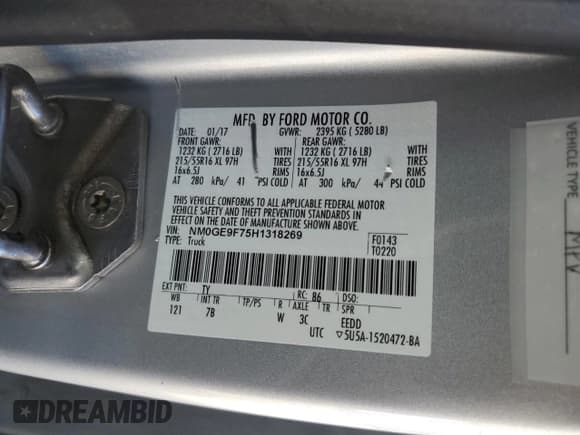 MFD. BY FORD MOTOR CO.
DATE: 01/17 GVWR: 2395 KG ( 5280 LB)
FRONT GAWR: REAR GAWR:
1232 KG ( 2716 LB) WITH 1232 KG ( 2716 LB) WITH
215/55R16 XL 97H TIRES 215/55R16 XL 97H TIRES
16x6.5J RIMS 16x6.5J RIMS
AT 280 kPa/ 41 PSI COLD AT 300 kPa/ 44 PSI COLD
THIS VEHICLE CONFORMS TO ALL APPLICABLE FEDERAL MOTOR
VEHICLE SAFETY AND THEFT PREVENTION STANDARDS IN
EFFECT ON THE DATE OF MANUFACTURE SHOWN ABOVE.
VIN: NM0GE9F75H1318269 F0143
TYPE: Truck T0220
EXT PNT: TY RC: 86 DSO:
WB INT TR TP/PS R AXLE TR SPR
121 7B W 3C EEDD
UTC ▽5U5A-1520472-BA
VEHICLE TYPE
MFV
DREAMBID